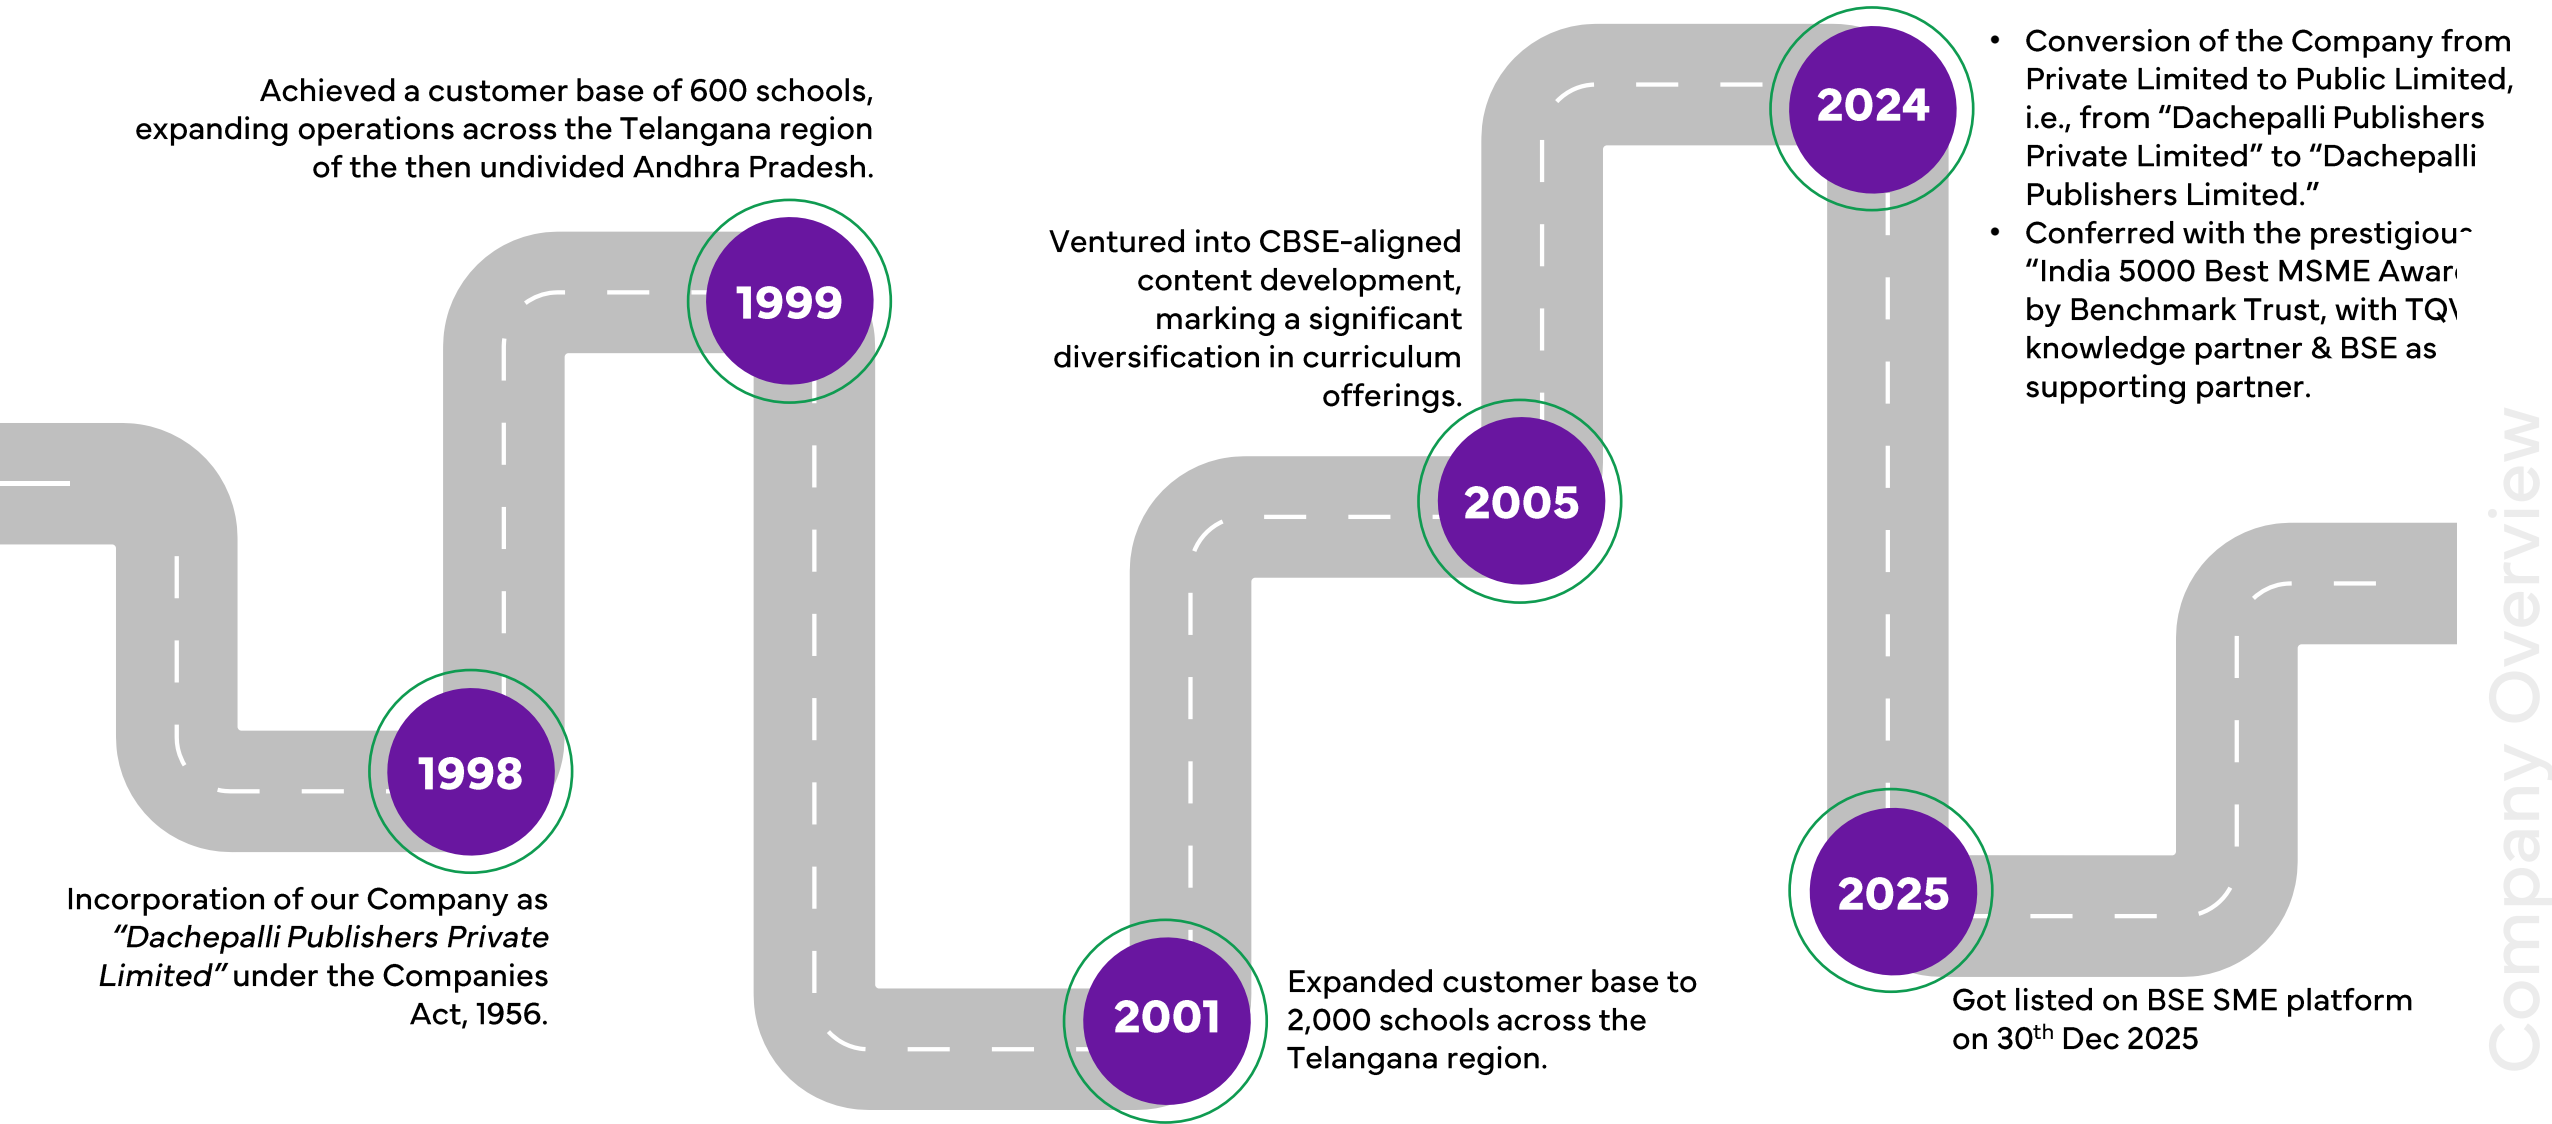 Achieved a customer base of 600 schools,
expanding operations across the Telangana region
of the then undivided Andhra Pradesh.
1999
1998
Incorporation of our Company as
“Dachepalli Publishers Private
Limited” under the Companies
Act, 1956.
2001
Expanded customer base to
2,000 schools across the
Telangana region.
Ventured into CBSE-aligned
content development,
marking a significant
diversification in curriculum
offerings.
2005
2024
• Conversion of the Company from
Private Limited to Public Limited,
i.e., from “Dachepalli Publishers
Private Limited” to “Dachepalli
Publishers Limited.”
• Conferred with the
“India 5000 Best MSME
by Benchmark Trust, with
knowledge partner & BSE as
supporting partner.
2025
Got listed on BSE SME platform
on 30th Dec 2025
Company Overview